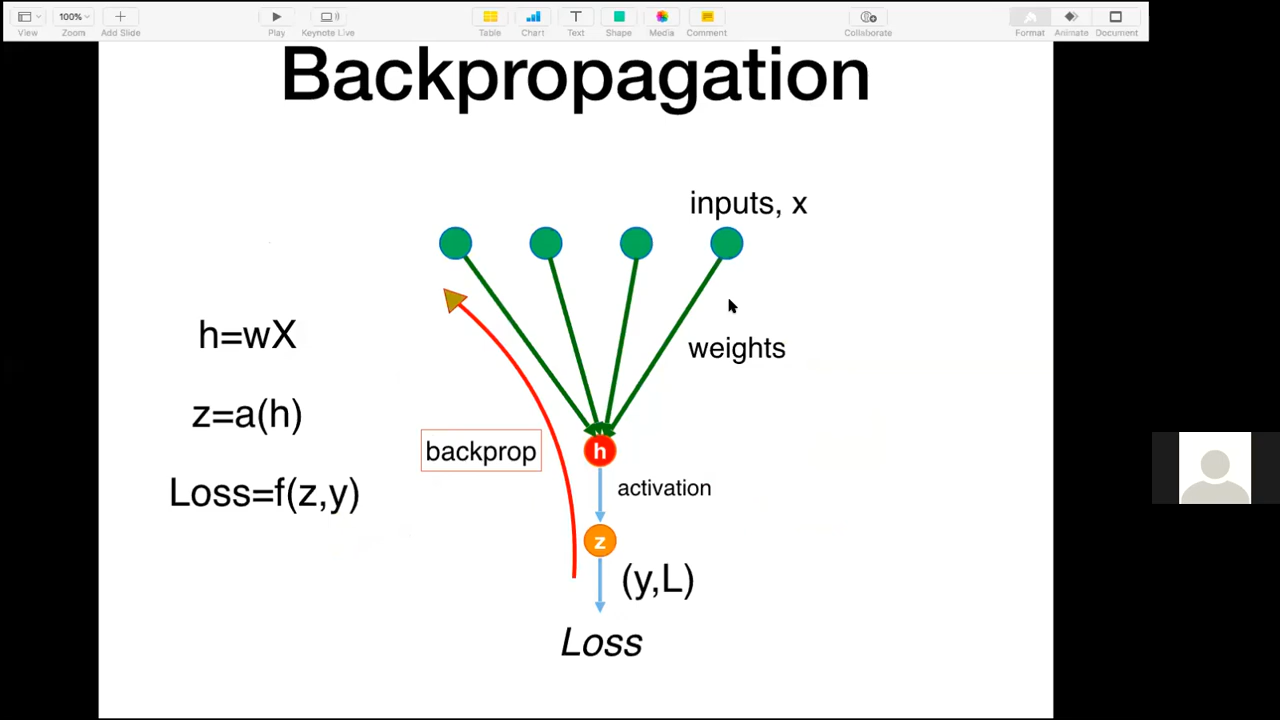 View
Zoom
100%
Add Slide
Play
Keynote Live
Table
Chart
Text
Shape
Media
Comment
Collaborate
Format
Animate
Document
Backpropagation
inputs, x
h=wX
weights
z=a(h)
backprop
h
activation
Loss=f(z,y)
z
(y,L)
Loss